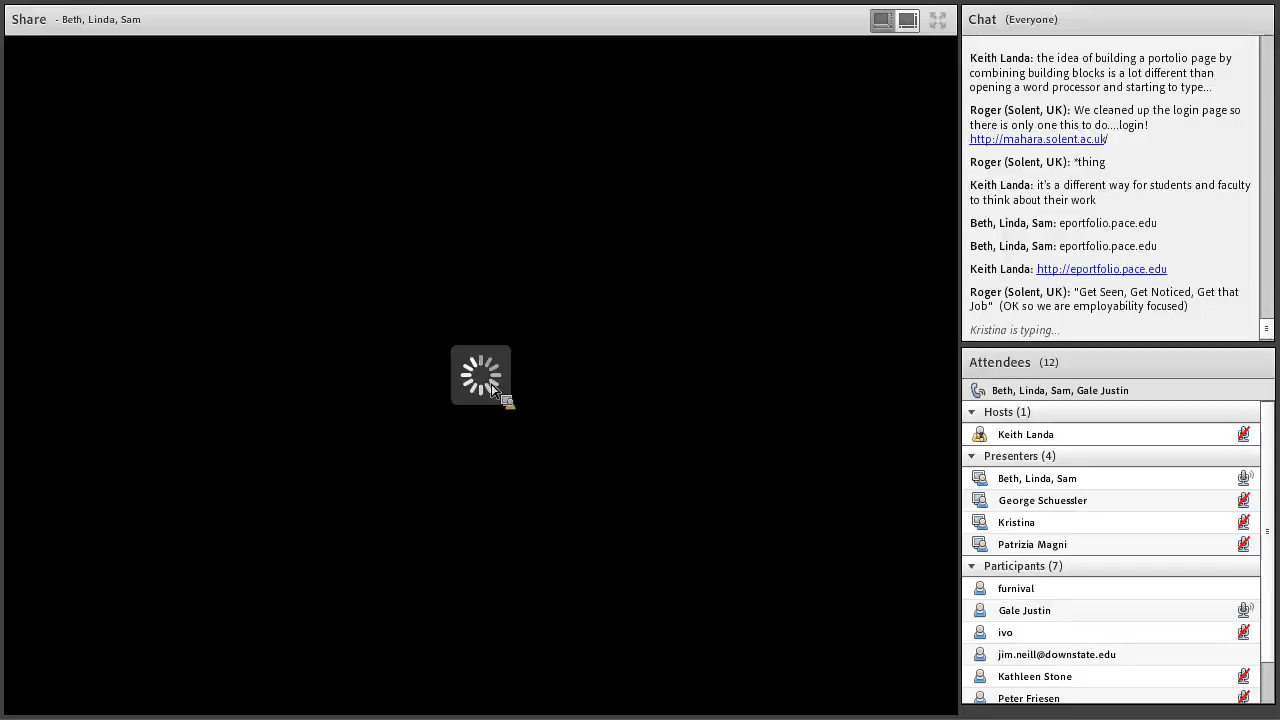 Share - Beth, Linda, Sam
Chat (Everyone)
Keith Landa: the idea of building a portolio page by
combining building blocks is a lot different than
opening a word processor and starting to type...
Roger (Solent, UK): We cleaned up the login page so
there is only one this to do....login!
http://mahara.solent.ac.uk/
Roger (Solent, UK): *thing
Keith Landa: it's a different way for students and faculty
to think about their work
Beth, Linda, Sam: eportfolio.pace.edu
Beth, Linda, Sam: eportfolio.pace.edu
Keith Landa: http://eportfolio.pace.edu
Roger (Solent, UK): "Get Seen, Get Noticed, Get that
Job" (OK so we are employability focused)
Kristina is typing...
Attendees (12)
Beth, Linda, Sam, Gale Justin
Hosts (1)
Keith Landa
Presenters (4)
Beth, Linda, Sam
George Schuessler
Kristina
Patrizia Magni
Participants (7)
furnival
Gale Justin
ivo
jim.neill@downstate.edu
Kathleen Stone
Peter Friesen